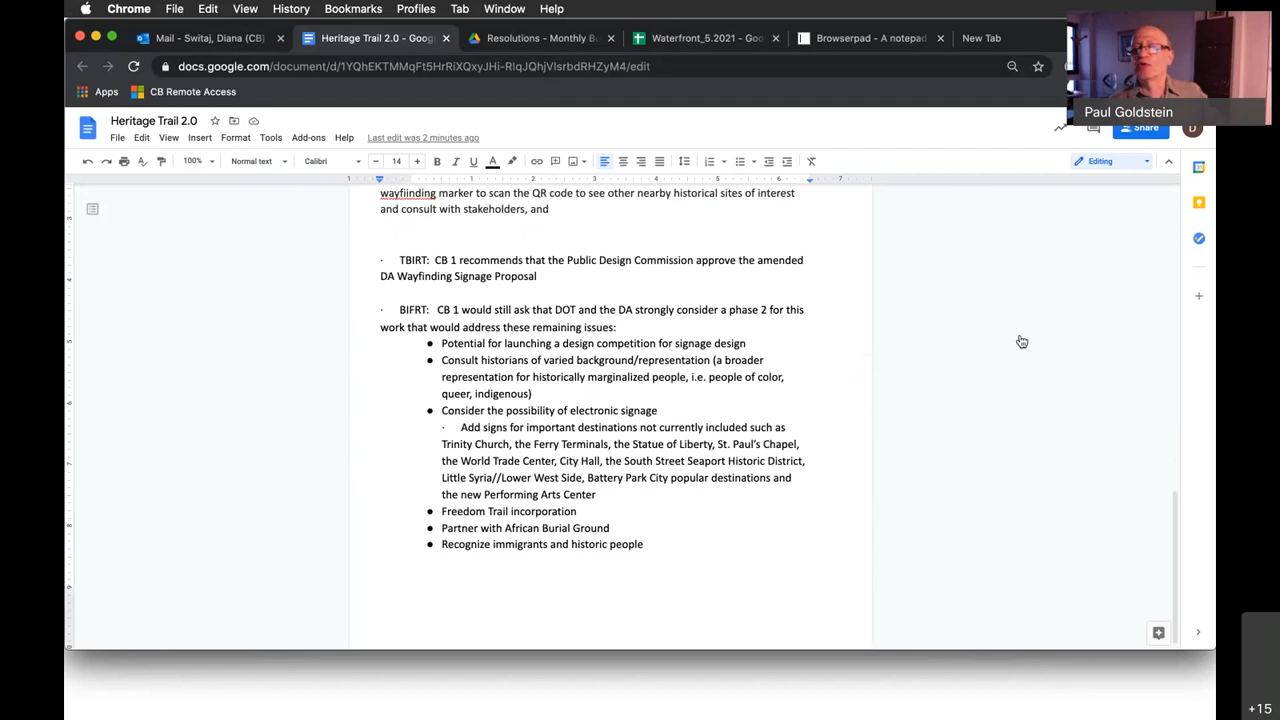 Chrome File Edit View History Bookmarks Profiles Tab Window Help
Mail - Switaj, Diana (CB Heritage Trail 2.0 - Goog Resolutions - Monthly Bu Waterfront_5.2021 - Goo Browserpad - A notepad New Tab
docs.google.com/document/d/1YQhEKTMMqFt5HrRXQxyJHi-RlqJQhjVlsrbdRHZyM4/edit
Apps CB Remote Access
Paul Goldstein
Heritage Trail 2.0
Share
D
File Edit View Insert Format Tools Add-ons Help Last edit was 2 minutes ago
100% Normal text Calibri 14 Editing
1 1 2 3 4 5 6 7
wayfiinding marker to scan the QR code to see other nearby historical sites of interest
and consult with stakeholders, and
· TBIRT: CB 1 recommends that the Public Design Commission approve the amended
DA Wayfinding Signage Proposal
· BIFRT: CB 1 would still ask that DOT and the DA strongly consider a phase 2 for this
work that would address these remaining issues:
● Potential for launching a design competition for signage design
● Consult historians of varied background/representation (a broader
representation for historically marginalized people, i.e. people of color,
queer, indigenous)
● Consider the possibility of electronic signage
· Add signs for important destinations not currently included such as
Trinity Church, the Ferry Terminals, the Statue of Liberty, St. Paul's Chapel,
the World Trade Center, City Hall, the South Street Seaport Historic District,
Little Syria//Lower West Side, Battery Park City popular destinations and
the new Performing Arts Center
● Freedom Trail incorporation
● Partner with African Burial Ground
● Recognize immigrants and historic people
+15